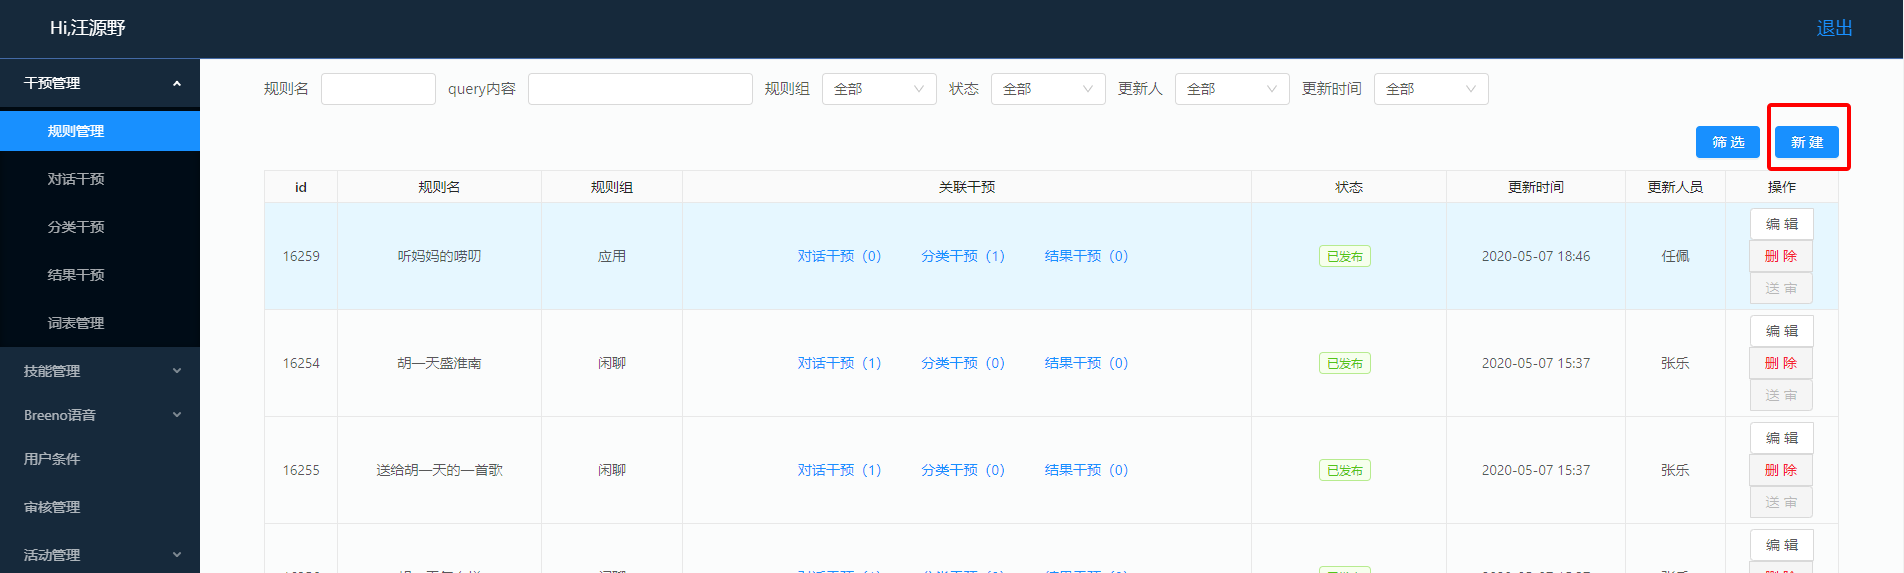 Hi,汪源野
退出
干预管理
规则管理
对话干预
分类干预
结果干预
词表管理
技能管理
Breeno语音
用户条件
审核管理
活动管理
规则名 query内容 规则组 全部 状态 全部 更新人 全部 更新时间 全部
筛 选 新 建
id 规则名 规则组 关联干预 状态 更新时间 更新人员 操作
16259 听妈妈的唠叨 应用 对话干预（0） 分类干预（1） 结果干预（0） 已发布 2020-05-07 18:46 任佩 编 辑
删 除
送 审
16254 胡一天盛淮南 闲聊 对话干预（1） 分类干预（0） 结果干预（0） 已发布 2020-05-07 15:37 张乐 编 辑
删 除
送 审
16255 送给胡一天的一首歌 闲聊 对话干预（1） 分类干预（0） 结果干预（0） 已发布 2020-05-07 15:37 张乐 编 辑
删 除
送 审
编 辑